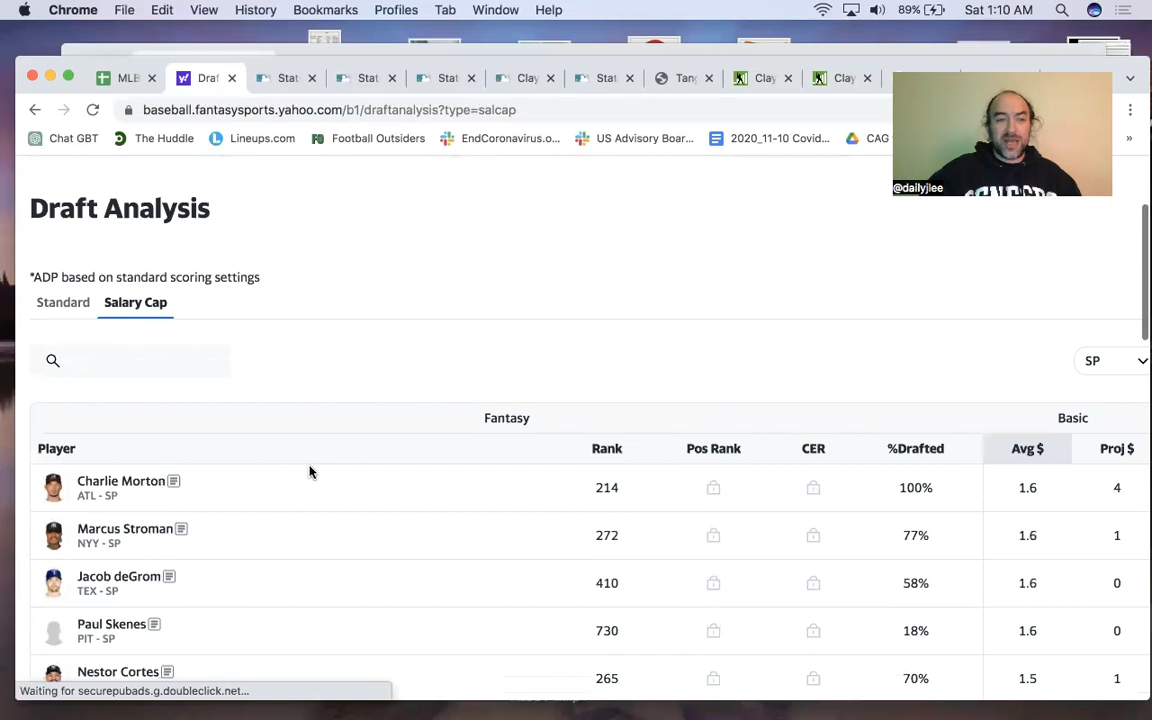 Chrome File Edit View History Bookmarks Profiles Tab Window Help 89% Sat 1:10 AM
MLB Draf Stat Stat Stat Clay Stat Tang Clay Clay
baseball.fantasysports.yahoo.com/b1/draftanalysis?type=salcap
Chat GBT The Huddle Lineups.com Football Outsiders EndCoronavirus.o... US Advisory Boar... 2020_11-10 Covid... CAG »
@dailyjlee
Draft Analysis
*ADP based on standard scoring settings
Standard Salary Cap
SP
Fantasy Basic
Player Rank Pos Rank CER %Drafted Avg $ Proj $
Charlie Morton 214 100% 1.6 4
ATL - SP
Marcus Stroman 272 77% 1.6 1
NYY - SP
Jacob deGrom 410 58% 1.6 0
TEX - SP
Paul Skenes 730 18% 1.6 0
PIT - SP
Nestor Cortes 265 70% 1.5 1
Waiting for securepubads.g.doubleclick.net...